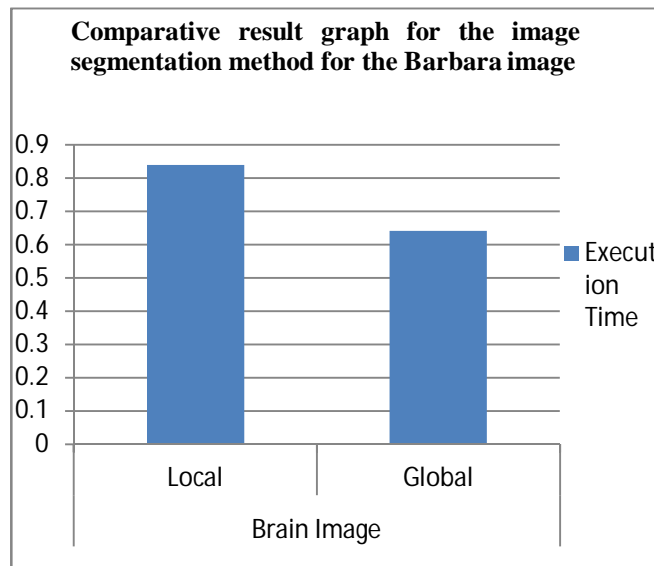 Comparative result graph for the image
segmentation method for the Barbara image
0.9
0.8
0.7
0.6
0.5
0.4
0.3
0.2
0.1
0
Local Global
Brain Image
Execut
ion
Time